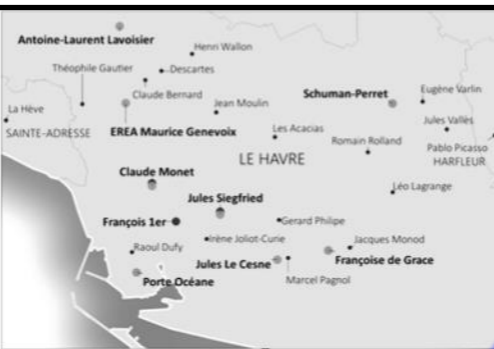 Antoine-Laurent Lavoisier
Henri Wallon
Théophile Gautier
Descartes
Claude Bernard
Schuman-Perret
Eugène Varlin
La Hève
Jean Moulin
SAINTE-ADRESSE
EREA Maurice Genevoix
Les Acacias
Jules Vallès
Romain Rolland
Pablo Picasso
LE HAVRE
HARFLEUR
Claude Monet
Léo Lagrange
Jules Siegfried
François 1er
Gerard Philipe
Irène Joliot-Curie
Raoul Dufy
Jacques Monod
Jules Le Cesne
Françoise de Grace
Porte Océane
Marcel Pagnol